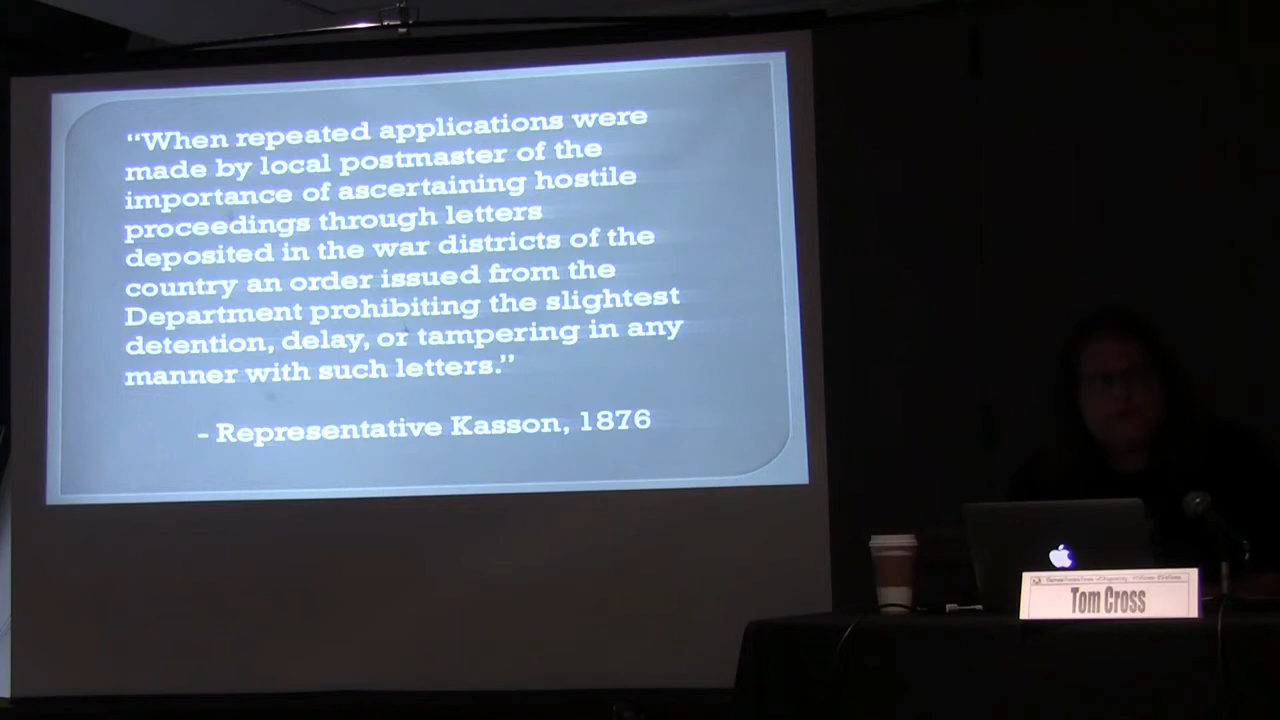 “When repeated applications were
made by local postmaster of the
importance of ascertaining hostile
proceedings through letters
deposited in the war districts of the
country an order issued from the
Department prohibiting the slightest
detention, delay, or tampering in any
manner with such letters.”
- Representative Kasson, 1876
Tom Cross